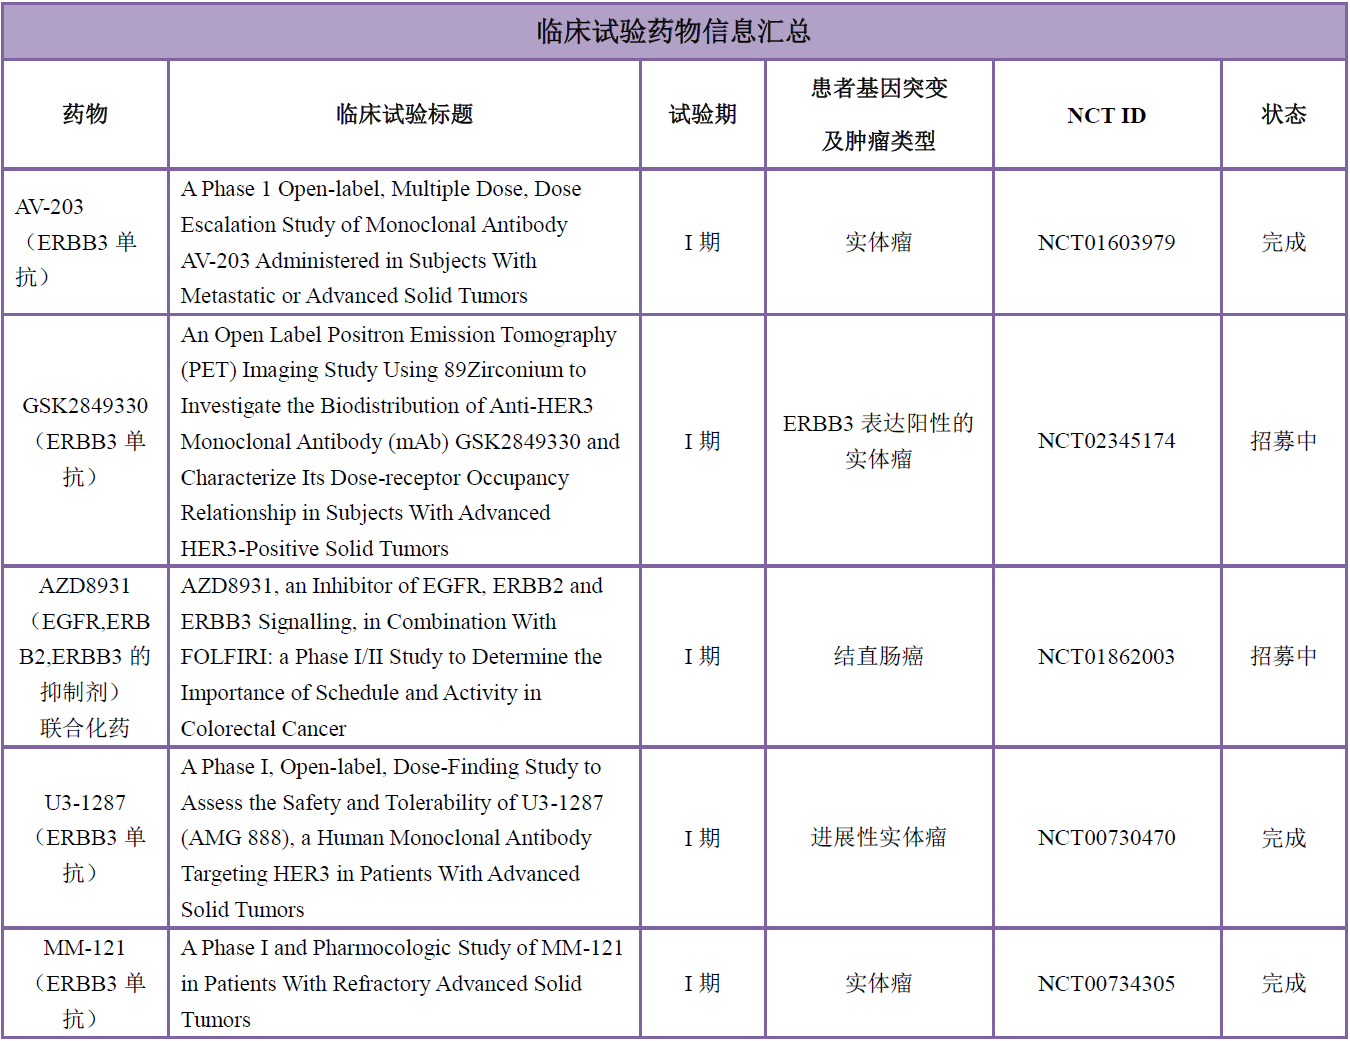 临床试验药物信息汇总
药物
临床试验标题
试验期
患者基因突变
及肿瘤类型
NCT ID
状态
AV-203
（ERBB3 单
抗）
A Phase 1 Open-label, Multiple Dose, Dose
Escalation Study of Monoclonal Antibody
AV-203 Administered in Subjects With
Metastatic or Advanced Solid Tumors
I 期
实体瘤
NCT01603979
完成
GSK2849330
（ERBB3 单
抗）
An Open Label Positron Emission Tomography
(PET) Imaging Study Using 89Zirconium to
Investigate the Biodistribution of Anti-HER3
Monoclonal Antibody (mAb) GSK2849330 and
Characterize Its Dose-receptor Occupancy
Relationship in Subjects With Advanced
HER3-Positive Solid Tumors
I 期
ERBB3 表达阳性的
实体瘤
NCT02345174
招募中
AZD8931
（EGFR,ERB
B2,ERBB3 的
抑制剂）
联合化药
AZD8931, an Inhibitor of EGFR, ERBB2 and
ERBB3 Signalling, in Combination With
FOLFIRI: a Phase I/II Study to Determine the
Importance of Schedule and Activity in
Colorectal Cancer
I 期
结直肠癌
NCT01862003
招募中
U3-1287
（ERBB3 单
抗）
A Phase I, Open-label, Dose-Finding Study to
Assess the Safety and Tolerability of U3-1287
(AMG 888), a Human Monoclonal Antibody
Targeting HER3 in Patients With Advanced
Solid Tumors
I 期
进展性实体瘤
NCT00730470
完成
MM-121
（ERBB3 单
抗）
A Phase I and Pharmocologic Study of MM-121
in Patients With Refractory Advanced Solid
Tumors
I 期
实体瘤
NCT00734305
完成